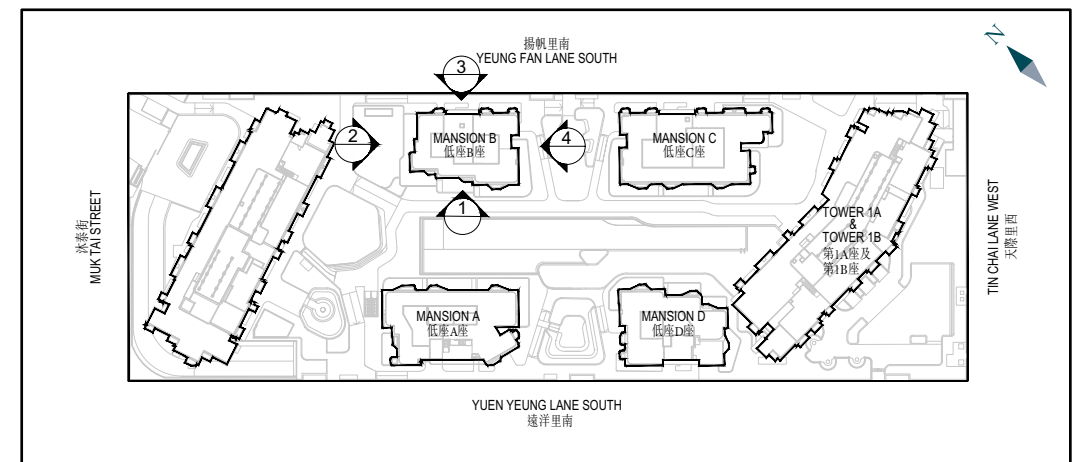 揚帆里南
YEUNG FAN LANE SOUTH
N
3
2
MANSION B
低座B座
4
MANSION C
低座C座
1
沐泰街
MUK TAI STREET
TOWER 1A
&
TOWER 1B
第1A座及
第1B座
TIN CHAI LANE WEST
天際里西
MANSION A
低座A座
MANSION D
低座D座
YUEN YEUNG LANE SOUTH
遠洋里南